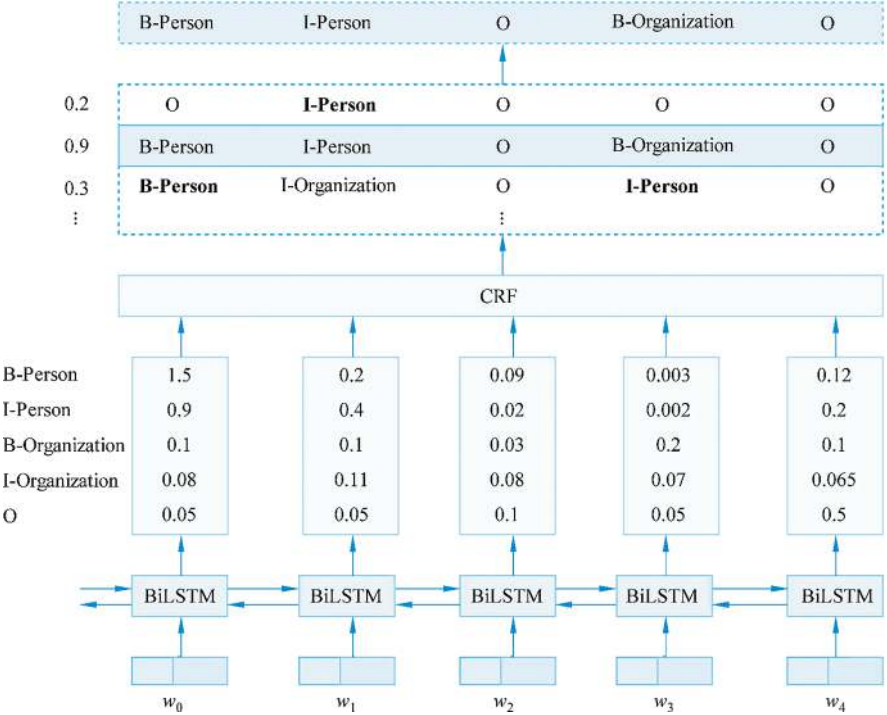 B-Person I-Person O B-Organization O
0.2 O I-Person O O O
0.9 B-Person I-Person O B-Organization O
0.3 B-Person I-Organization O I-Person O
⋮ ⋮
CRF
B-Person 1.5 0.2 0.09 0.003 0.12
I-Person 0.9 0.4 0.02 0.002 0.2
B-Organization 0.1 0.1 0.03 0.2 0.1
I-Organization 0.08 0.11 0.08 0.07 0.065
O 0.05 0.05 0.1 0.05 0.5
BiLSTM BiLSTM BiLSTM BiLSTM BiLSTM
w0 w1 w2 w3 w4